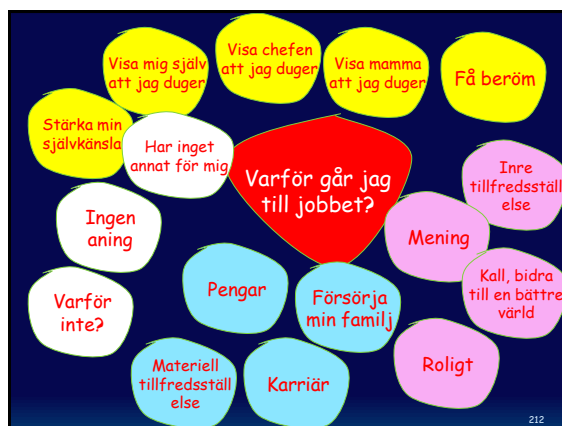 Visa mig själv
att jag duger
Visa chefen
att jag duger
Visa mamma
att jag duger
Få beröm
Stärka min
självkänsla
Har inget
annat för mig
Varför går jag
till jobbet?
Inre
tillfredsställ
else
Ingen
aning
Mening
Kall, bidra
till en bättre
värld
Pengar
Försörja
min familj
Varför
inte?
Roligt
Materiell
tillfredsställ
else
Karriär
212